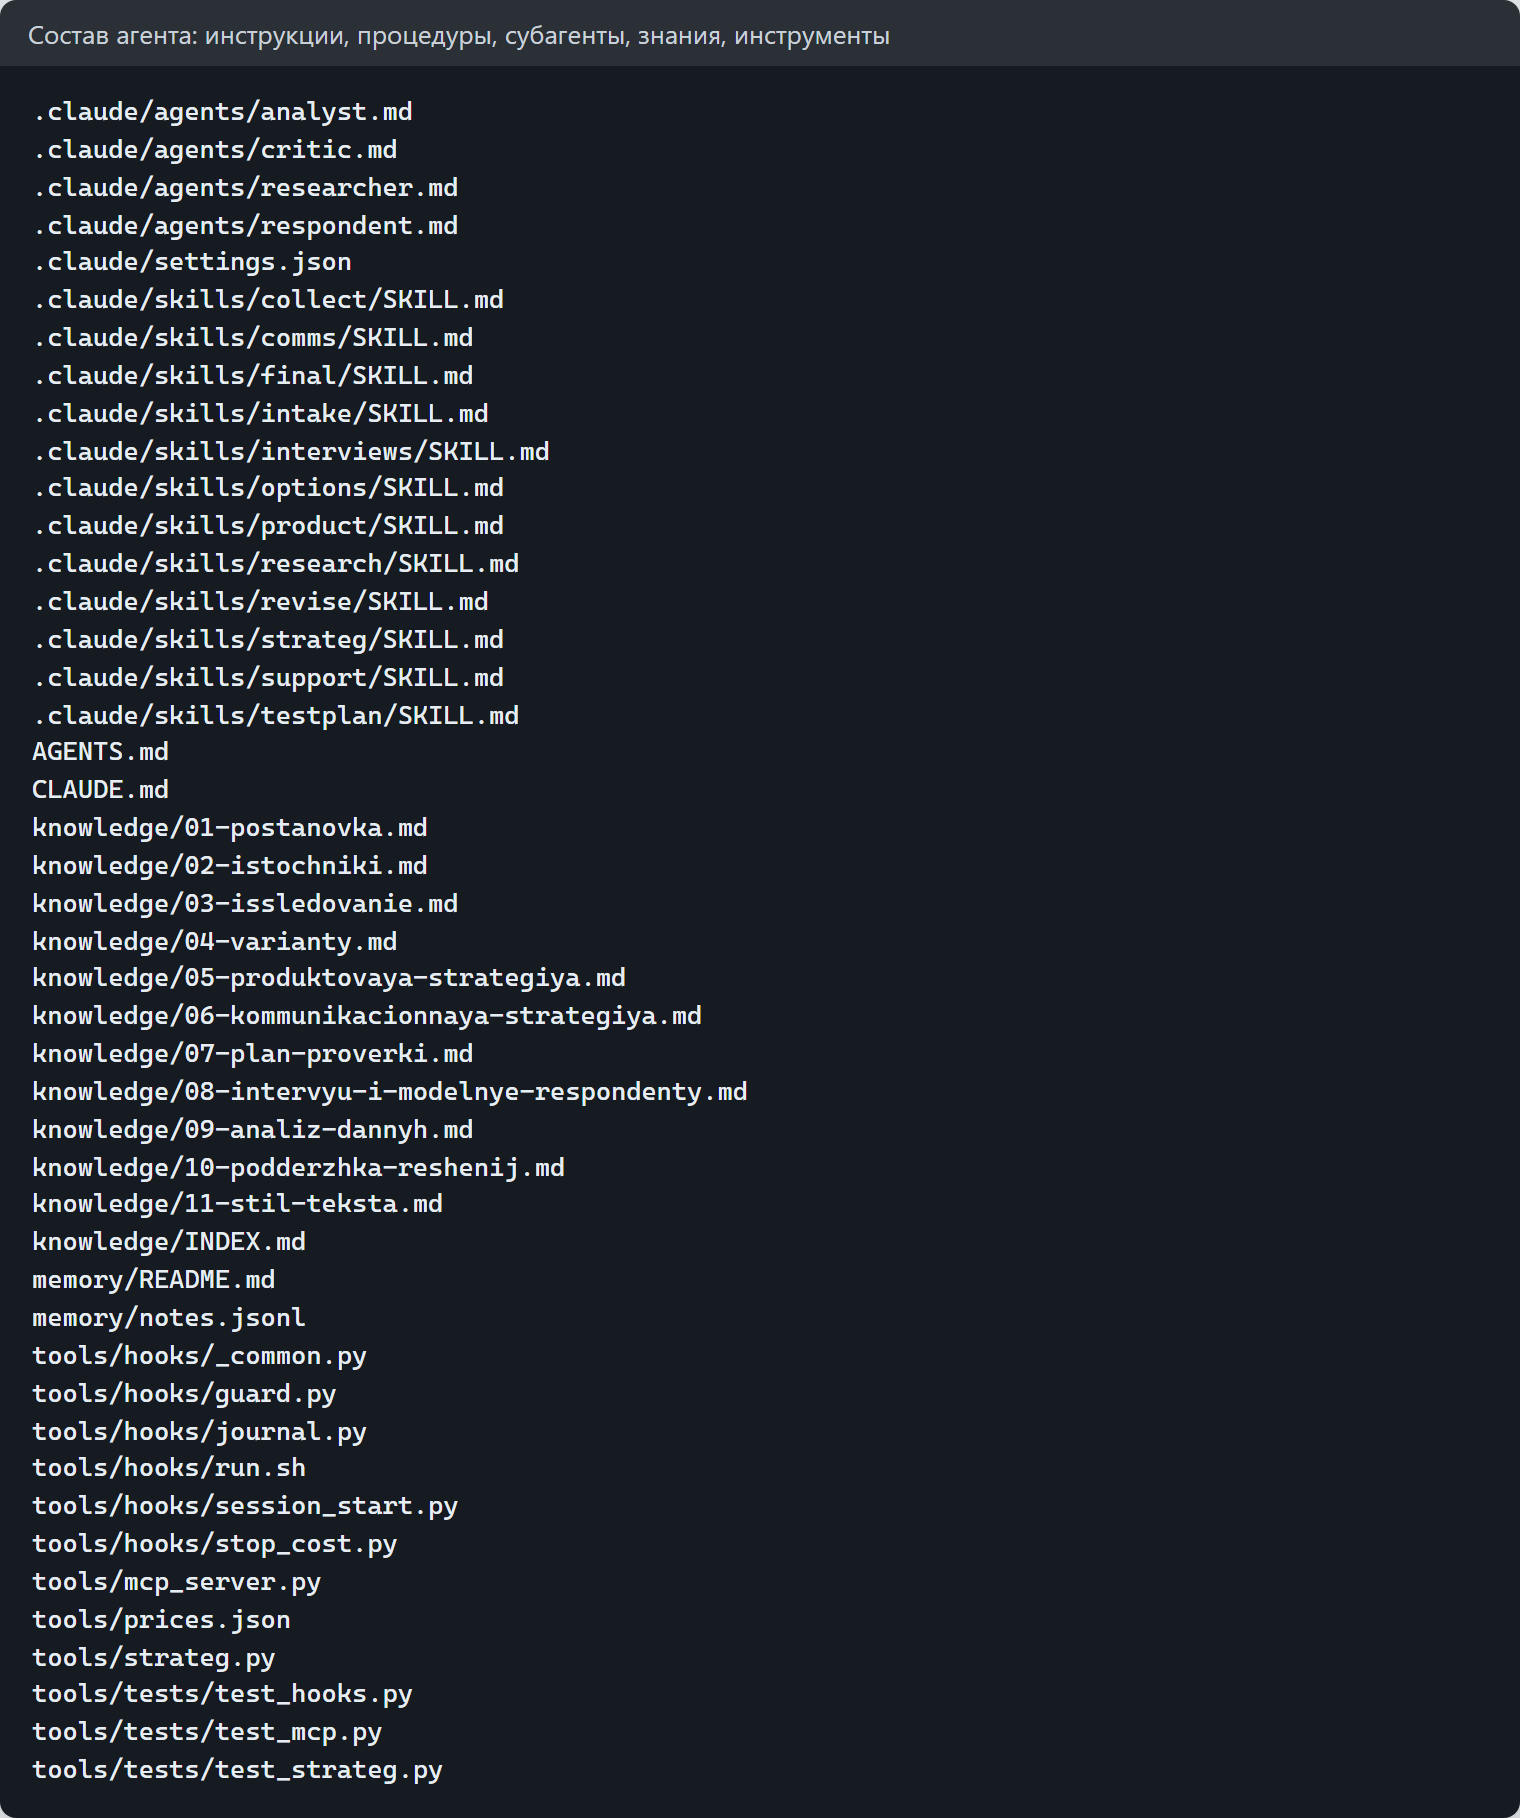 Состав агента: инструкции, процедуры, субагенты, знания, инструменты
.claude/agents/analyst.md
.claude/agents/critic.md
.claude/agents/researcher.md
.claude/agents/respondent.md
.claude/settings.json
.claude/skills/collect/SKILL.md
.claude/skills/comms/SKILL.md
.claude/skills/final/SKILL.md
.claude/skills/intake/SKILL.md
.claude/skills/interviews/SKILL.md
.claude/skills/options/SKILL.md
.claude/skills/product/SKILL.md
.claude/skills/research/SKILL.md
.claude/skills/revise/SKILL.md
.claude/skills/strateg/SKILL.md
.claude/skills/support/SKILL.md
.claude/skills/testplan/SKILL.md
AGENTS.md
CLAUDE.md
knowledge/01-postanovka.md
knowledge/02-istochniki.md
knowledge/03-issledovanie.md
knowledge/04-varianty.md
knowledge/05-produktovaya-strategiya.md
knowledge/06-kommunikacionnaya-strategiya.md
knowledge/07-plan-proverki.md
knowledge/08-intervyu-i-modelnye-respondenty.md
knowledge/09-analiz-dannyh.md
knowledge/10-podderzhka-reshenij.md
knowledge/11-stil-teksta.md
knowledge/INDEX.md
memory/README.md
memory/notes.jsonl
tools/hooks/_common.py
tools/hooks/guard.py
tools/hooks/journal.py
tools/hooks/run.sh
tools/hooks/session_start.py
tools/hooks/stop_cost.py
tools/mcp_server.py
tools/prices.json
tools/strateg.py
tools/tests/test_hooks.py
tools/tests/test_mcp.py
tools/tests/test_strateg.py